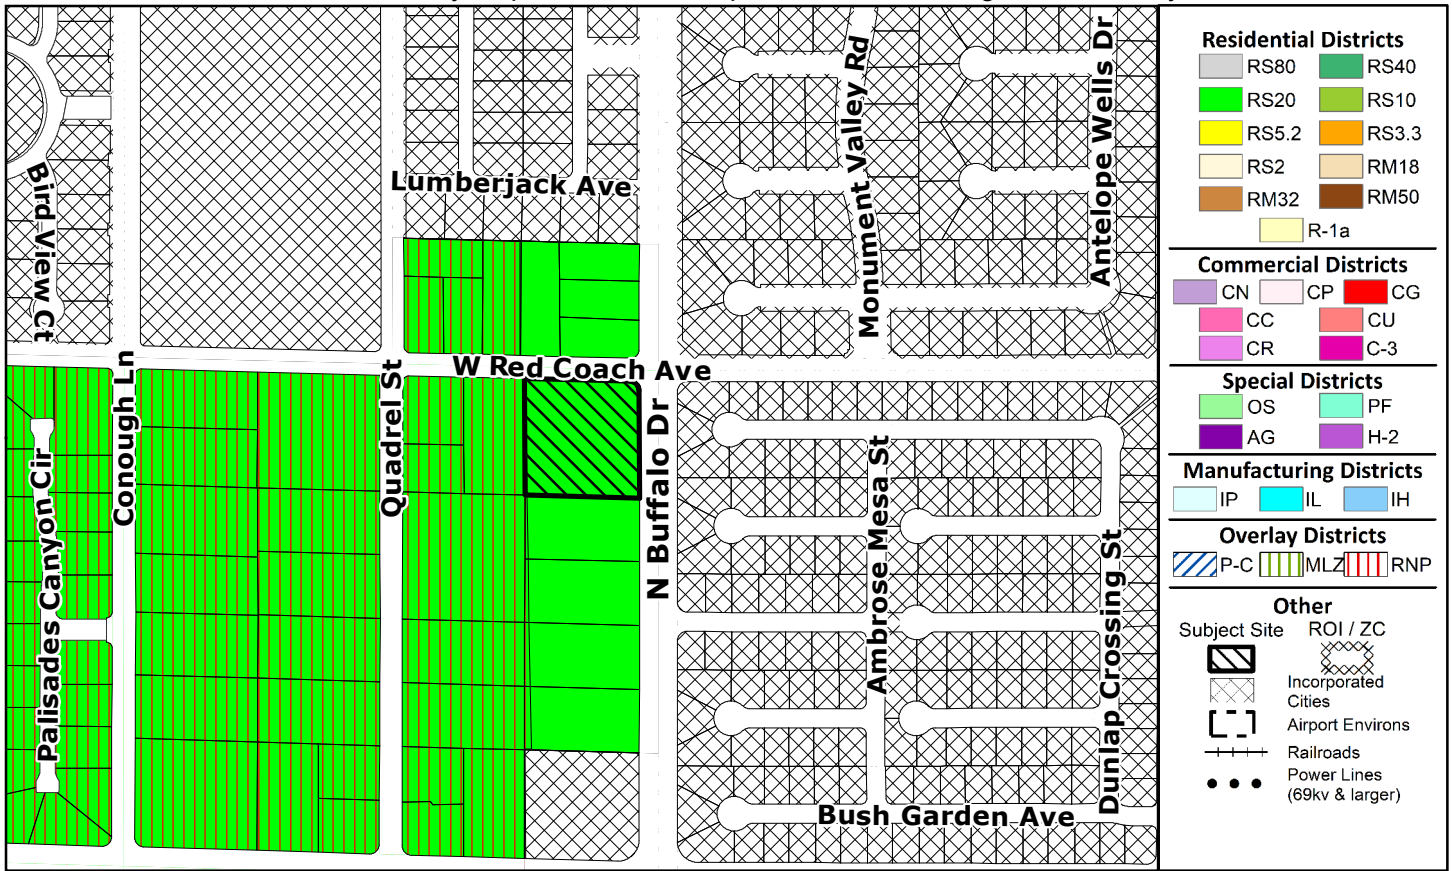 Lumberjack Ave
Monument Valley Rd
Antelope Wells Dr
Bird View Ct
W Red Coach Ave
Conough Ln
Quadrel St
N Buffalo Dr
Palisades Canyon Cir
Ambrose Mesa St
Dunlap Crossing St
Bush Garden Ave
Residential Districts
RS80 RS40
RS20 RS10
RS5.2 RS3.3
RS2 RM18
RM32 RM50
R-1a
Commercial Districts
CN CP CG
CC CU
CR C-3
Special Districts
OS PF
AG H-2
Manufacturing Districts
IP IL IH
Overlay Districts
P-C MLZ RNP
Other
Subject Site ROI / ZC
Incorporated
Cities
Airport Environs
Railroads
Power Lines
(69kv & larger)